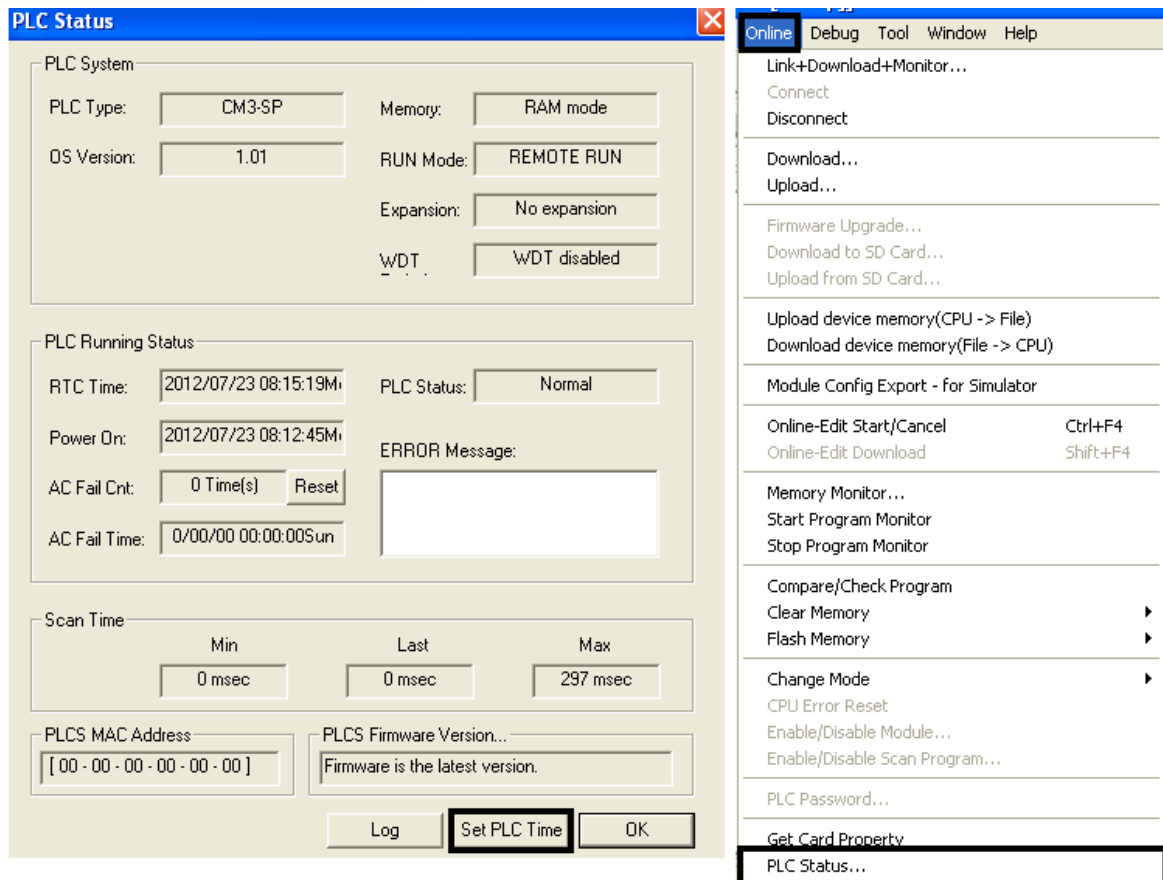 PLC Status
PLC System
PLC Type: CM3-SP
Memory: RAM mode
OS Version: 1.01
RUN Mode: REMOTE RUN
Expansion: No expansion
WDT WDT disabled
PLC Running Status
RTC Time: 2012/07/23 08:15:19M
PLC Status: Normal
Power On: 2012/07/23 08:12:45M
ERROR Message:
AC Fail Cnt: 0 Time(s) Reset
AC Fail Time: 0/00/00 00:00:00Sun
Scan Time
Min Last Max
0 msec 0 msec 297 msec
PLCS MAC Address
[ 00 - 00 - 00 - 00 - 00 - 00 ]
PLCS Firmware Version...
Firmware is the latest version.
Log Set PLC Time OK
Online Debug Tool Window Help
Link+Download+Monitor...
Connect
Disconnect
Download...
Upload...
Firmware Upgrade...
Download to SD Card...
Upload from SD Card...
Upload device memory(CPU -> File)
Download device memory(File -> CPU)
Module Config Export - for Simulator
Online-Edit Start/Cancel Ctrl+F4
Online-Edit Download Shift+F4
Memory Monitor...
Start Program Monitor
Stop Program Monitor
Compare/Check Program
Clear Memory
Flash Memory
Change Mode
CPU Error Reset
Enable/Disable Module...
Enable/Disable Scan Program...
PLC Password...
Get Card Property
PLC Status...